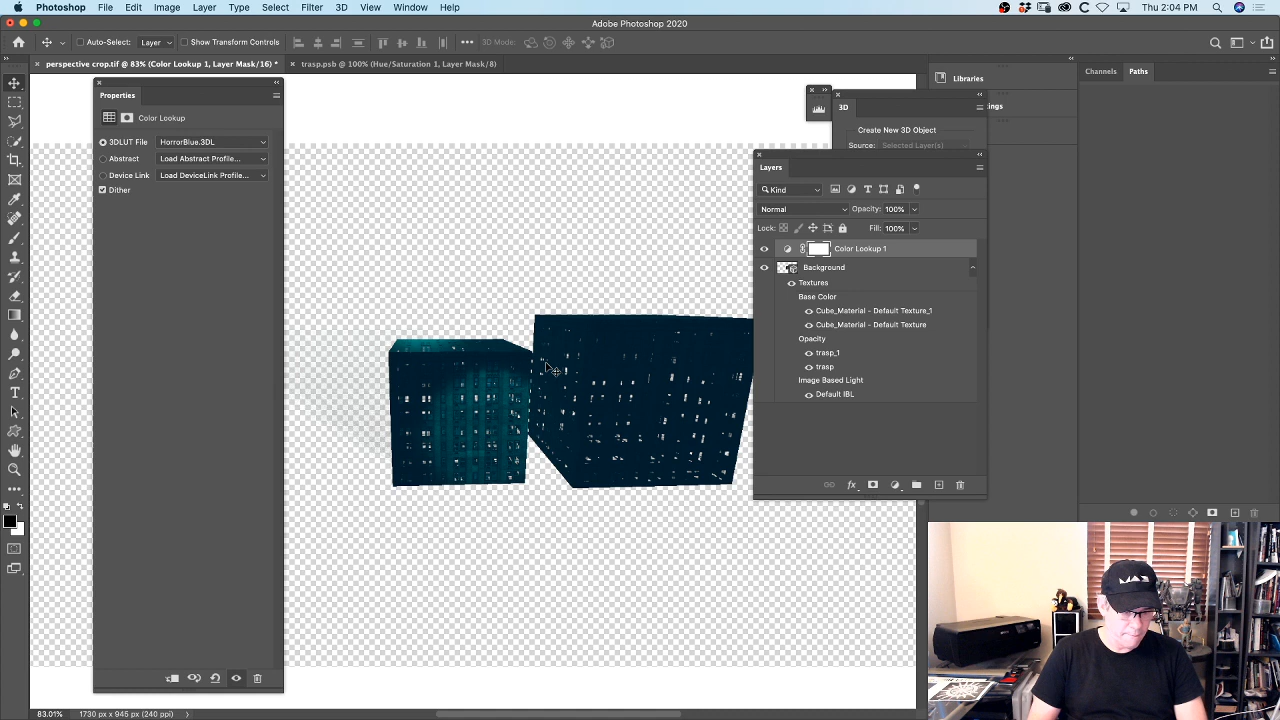 Photoshop File Edit Image Layer Type Select Filter 3D View Window Help Thu 2:04 PM
Adobe Photoshop 2020
Auto-Select: Layer Show Transform Controls 3D Mode:
perspective crop.tif @ 83% (Color Lookup 1, Layer Mask/16) *
trasp.psb @ 100% (Hue/Saturation 1, Layer Mask/8)
Properties
Color Lookup
3DLUT File HorrorBlue.3DL
Abstract Load Abstract Profile...
Device Link Load DeviceLink Profile...
Dither
Libraries
Channels Paths
3D
Create New 3D Object
Source: Selected Layer(s)
Layers
Kind
Normal Opacity: 100%
Lock: Fill: 100%
Color Lookup 1
Background
Textures
Base Color
Cube_Material - Default Texture_1
Cube_Material - Default Texture
Opacity
trasp_1
trasp
Image Based Light
Default IBL
83.01% 1730 px x 945 px (240 ppi)